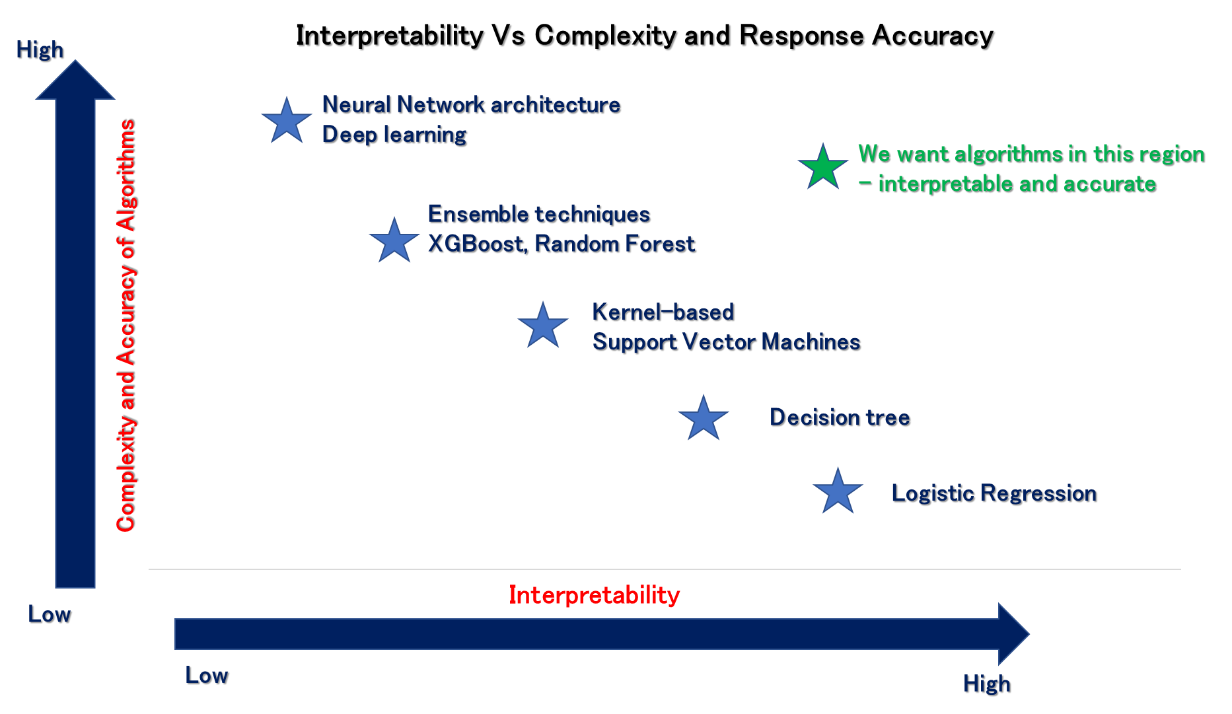 Interpretability Vs Complexity and Response Accuracy
High
Complexity and Accuracy of Algorithms
Neural Network architecture
Deep learning
We want algorithms in this region
- interpretable and accurate
Ensemble techniques
XGBoost, Random Forest
Kernel-based
Support Vector Machines
Decision tree
Logistic Regression
Low
Interpretability
Low
High